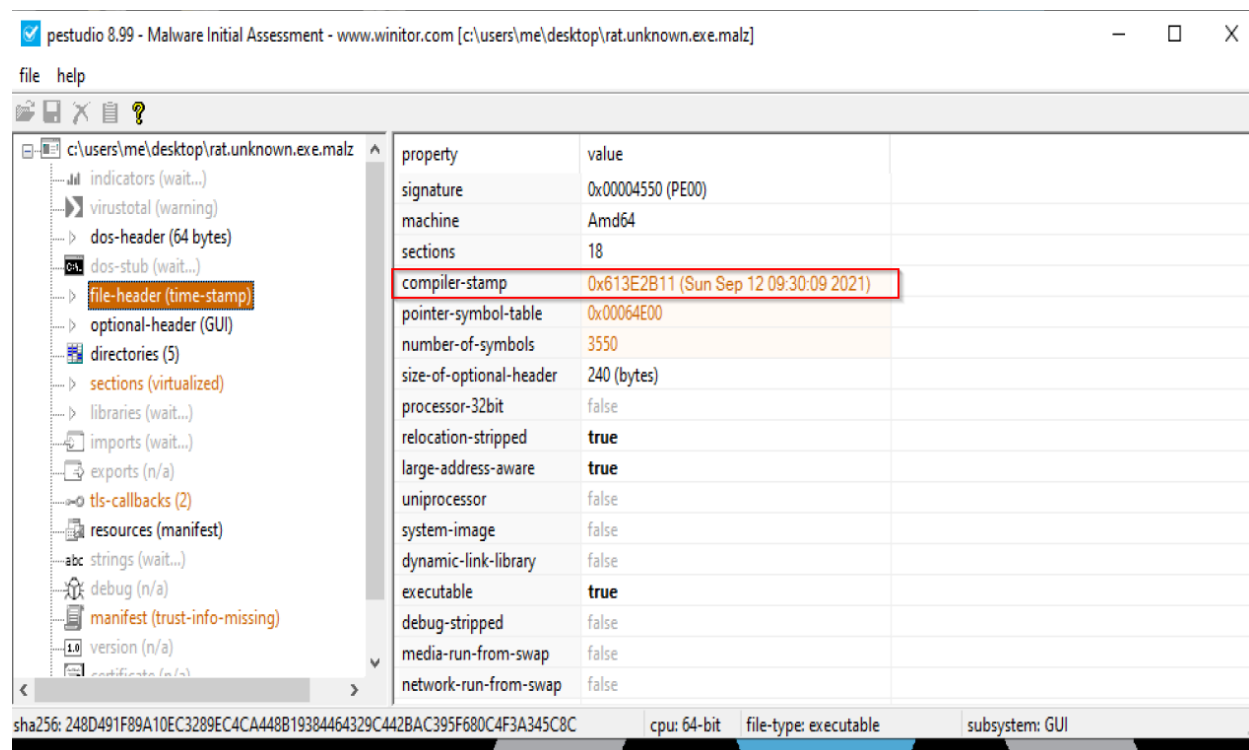 pestudio 8.99 - Malware Initial Assessment - www.winitor.com [c:\users\me\desktop\rat.unknown.exe.malz]
file help
c:\users\me\desktop\rat.unknown.exe.malz
indicators (wait...)
virustotal (warning)
dos-header (64 bytes)
dos-stub (wait...)
file-header (time-stamp)
optional-header (GUI)
directories (5)
sections (virtualized)
libraries (wait...)
imports (wait...)
exports (n/a)
tls-callbacks (2)
resources (manifest)
abc strings (wait...)
debug (n/a)
manifest (trust-info-missing)
1.0 version (n/a)
certificate (n/a)
property value
signature 0x00004550 (PE00)
machine Amd64
sections 18
compiler-stamp 0x613E2B11 (Sun Sep 12 09:30:09 2021)
pointer-symbol-table 0x00064E00
number-of-symbols 3550
size-of-optional-header 240 (bytes)
processor-32bit false
relocation-stripped true
large-address-aware true
uniprocessor false
system-image false
dynamic-link-library false
executable true
debug-stripped false
media-run-from-swap false
network-run-from-swap false
sha256: 248D491F89A10EC3289EC4CA448B19384464329C442BAC395F680C4F3A345C8C cpu: 64-bit file-type: executable subsystem: GUI